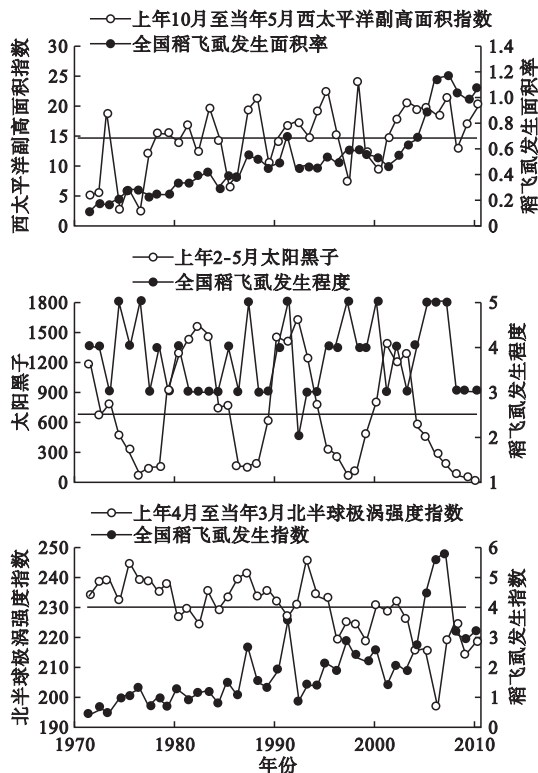 上年10月至当年5月西太平洋副高面积指数
全国稻飞虱发生面积率
西太平洋副高面积指数
30
25
20
15
10
5
0
1.4
1.2
1.0
0.8
0.6
0.4
0.2
0
稻飞虱发生面积率
上年2-5月太阳黑子
全国稻飞虱发生程度
太阳黑子
1800
1500
1200
900
600
300
0
5
4
3
2
1
稻飞虱发生程度
上年4月至当年3月北半球极涡强度指数
全国稻飞虱发生指数
北半球极涡强度指数
250
240
230
220
210
200
190
6
5
4
3
2
1
0
稻飞虱发生指数
1970 1980 1990 2000 2010
年份